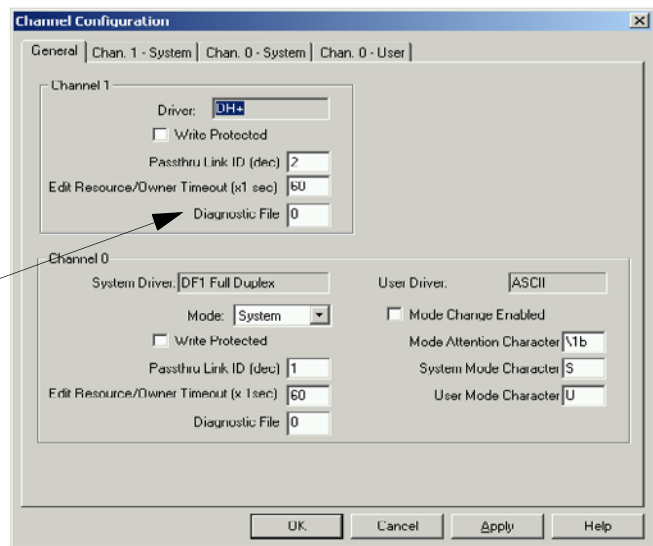 Channel Configuration
General
Chan. 1 - System
Chan. 0 - System
Chan. 0 - User
Channel 1
Driver: DH+
Write Protected
Passthru Link ID (dec) 2
Edit Resource/Owner Timeout (x1 sec) 60
Diagnostic File 0
Channel 0
System Driver: DF1 Full Duplex
Mode: System
Write Protected
Passthru Link ID (dec) 1
Edit Resource/Owner Timeout (x 1sec) 60
Diagnostic File 0
User Driver: ASCII
Mode Change Enabled
Mode Attention Character \1b
System Mode Character S
User Mode Character U
OK
Cancel
Apply
Help